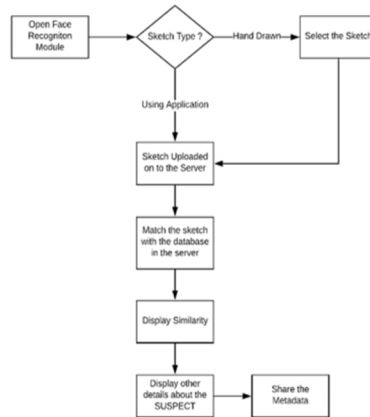 Open Face
Recogniton
Module
Sketch Type ?
Hand Drawn
Select the Sketch
Using Application
Sketch Uploaded
on to the Server
Match the sketch
with the database
in the server
Display Similarity
Display other
details about the
SUSPECT
Share the
Metadata